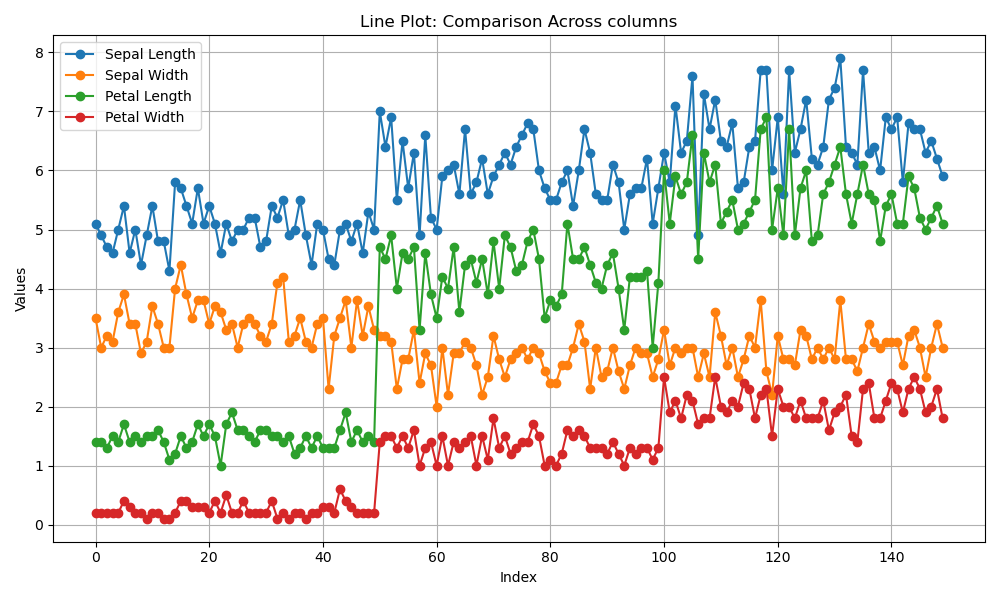 Line Plot: Comparison Across columns
Sepal Length
Sepal Width
Petal Length
Petal Width
Values
8
7
6
5
4
3
2
1
0
0 20 40 60 80 100 120 140
Index